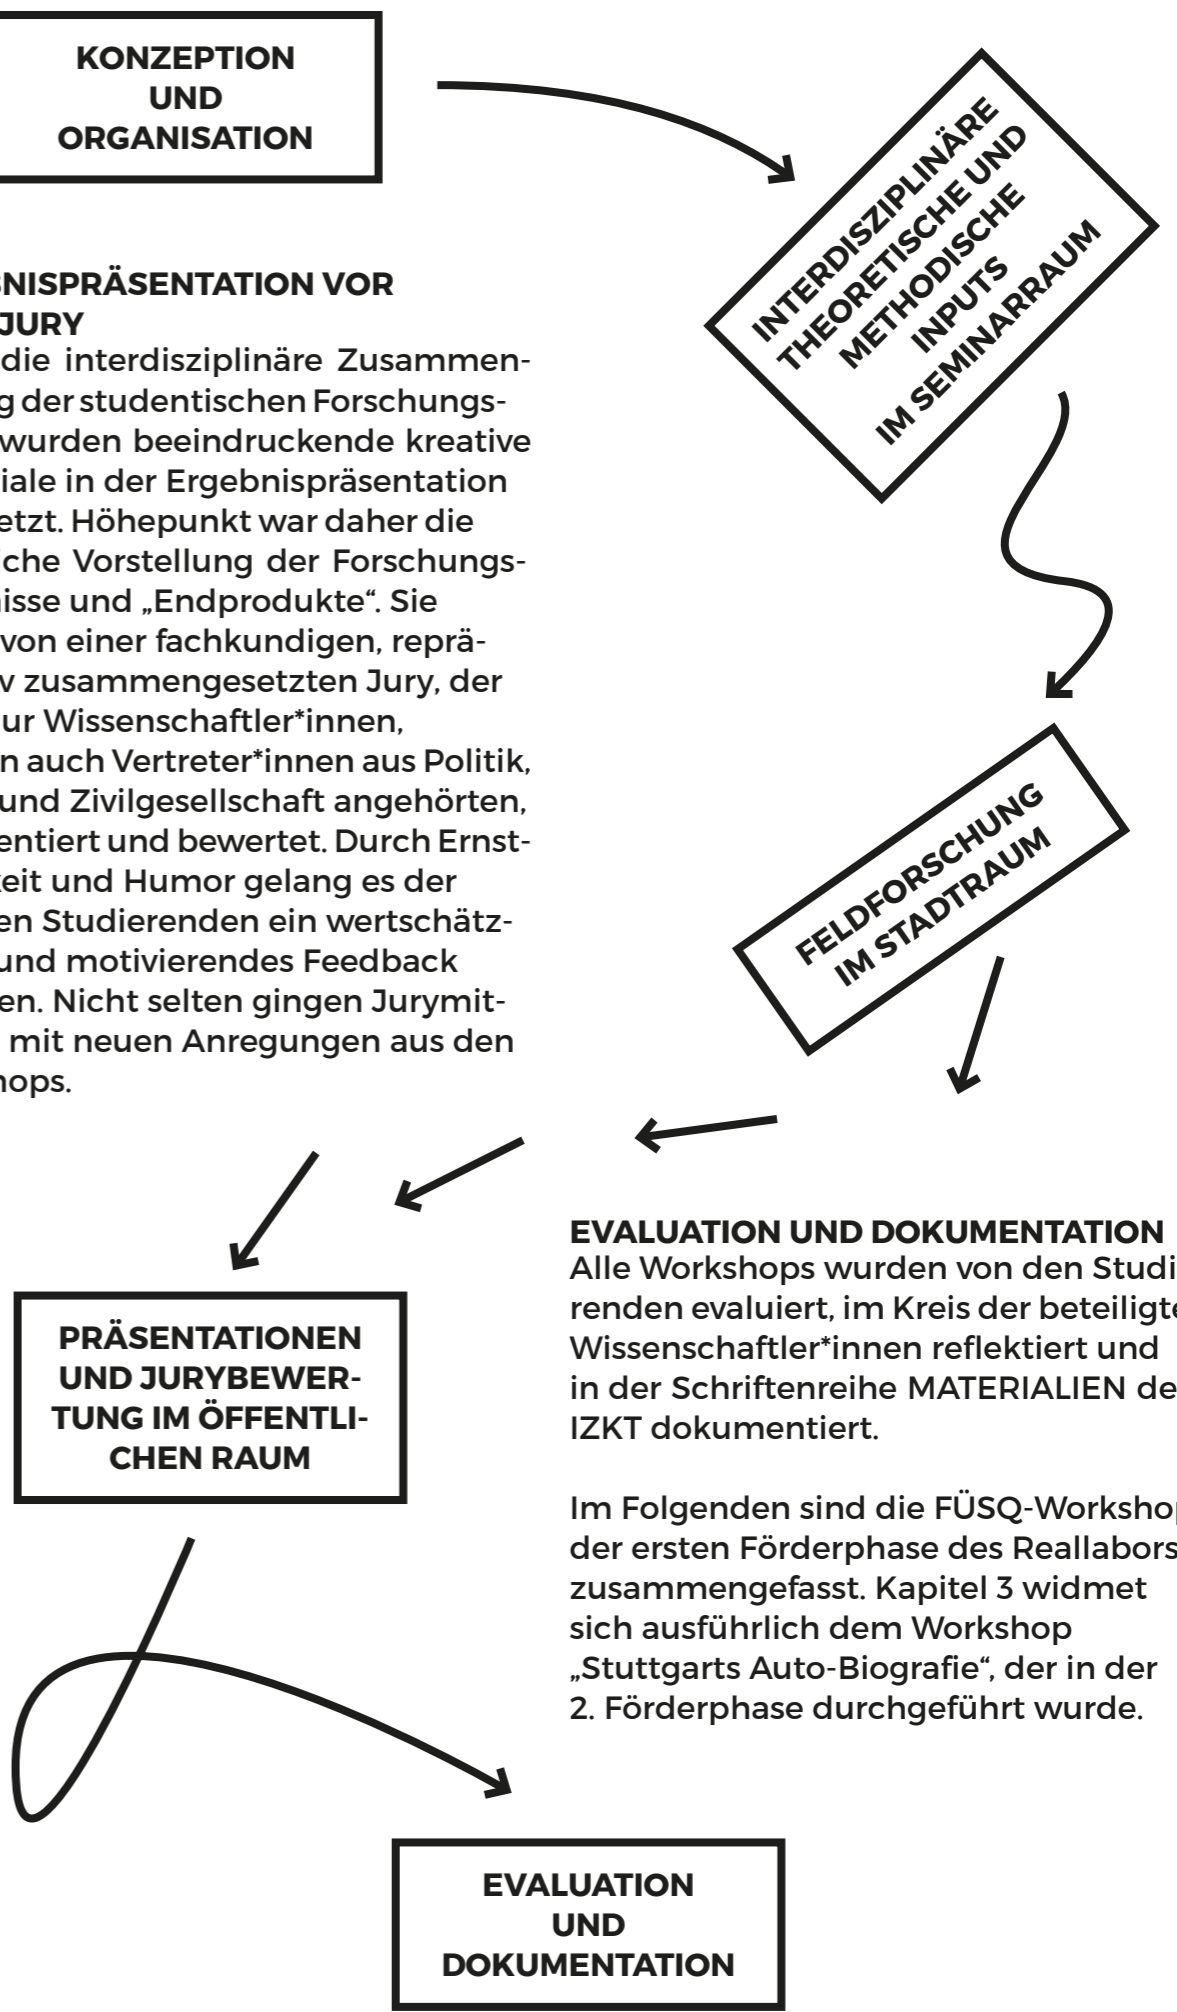 KONZEPTION
UND
ORGANISATION
INTERDISZIPLINÄRE
THEORETISCHE UND
METHODISCHE
INPUTS
IM SEMINARRAUM
BNISPRÄSENTATION VOR
JURY
die interdisziplinäre Zusammen-
g der studentischen Forschungs-
wurden beeindruckende kreative
iale in der Ergebnispräsentation
etzt. Höhepunkt war daher die
iche Vorstellung der Forschungs-
isse und „Endprodukte“. Sie
von einer fachkundigen, reprä-
v zusammengesetzten Jury, der
ur Wissenschaftler*innen,
n auch Vertreter*innen aus Politik,
und Zivilgesellschaft angehörten,
entiert und bewertet. Durch Ernst-
keit und Humor gelang es der
en Studierenden ein wertschätz-
und motivierendes Feedback
en. Nicht selten gingen Jurymit-
mit neuen Anregungen aus den
hops.
FELDFORSCHUNG
IM STADTRAUM
PRÄSENTATIONEN
UND JURYBEWER-
TUNG IM ÖFFENTLI-
CHEN RAUM
EVALUATION UND DOKUMENTATION
Alle Workshops wurden von den Studi
renden evaluiert, im Kreis der beteiligte
Wissenschaftler*innen reflektiert und
in der Schriftenreihe MATERIALIEN de
IZKT dokumentiert.
Im Folgenden sind die FÜSQ-Workshop
der ersten Förderphase des Reallabors
zusammengefasst. Kapitel 3 widmet
sich ausführlich dem Workshop
„Stuttgarts Auto-Biografie“, der in der
2. Förderphase durchgeführt wurde.
EVALUATION
UND
DOKUMENTATION